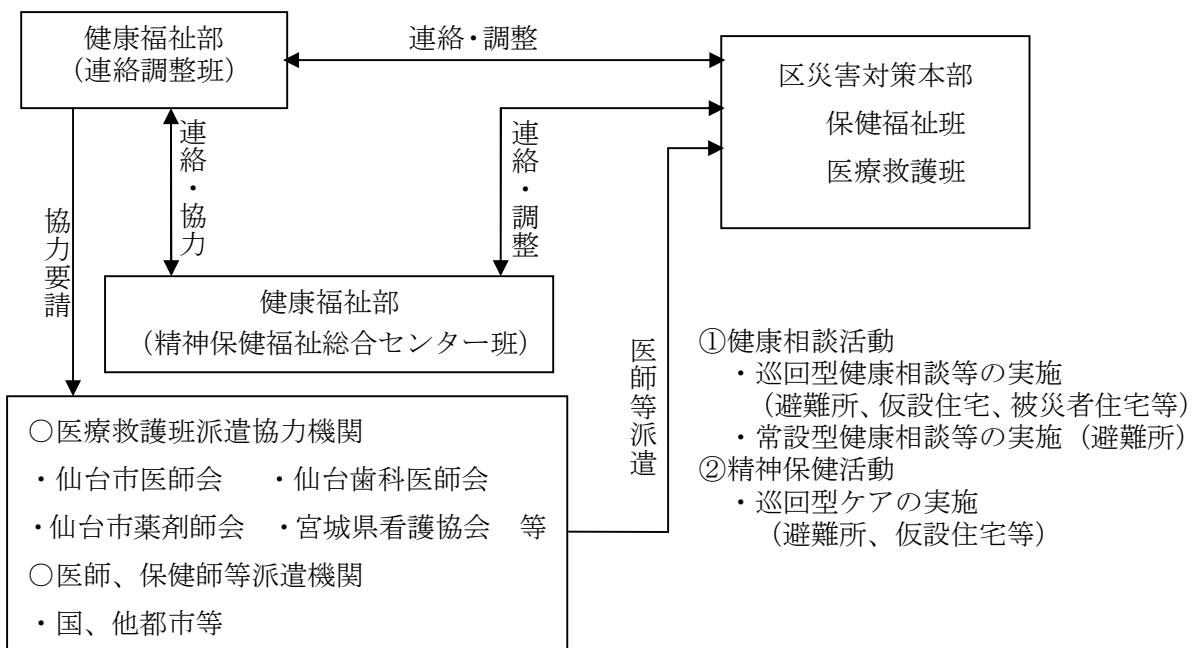 健康福祉部
（連絡調整班）
連絡・調整
区災害対策本部
保健福祉班
医療救護班
連絡・協力
連絡・調整
協力要請
健康福祉部
（精神保健福祉総合センター班）
医師等派遣
○医療救護班派遣協力機関
・仙台市医師会　・仙台歯科医師会
・仙台市薬剤師会　・宮城県看護協会　等
○医師、保健師等派遣機関
・国、他都市等
①健康相談活動
・巡回型健康相談等の実施
（避難所、仮設住宅、被災者住宅等）
・常設型健康相談等の実施（避難所）
②精神保健活動
・巡回型ケアの実施
（避難所、仮設住宅等）